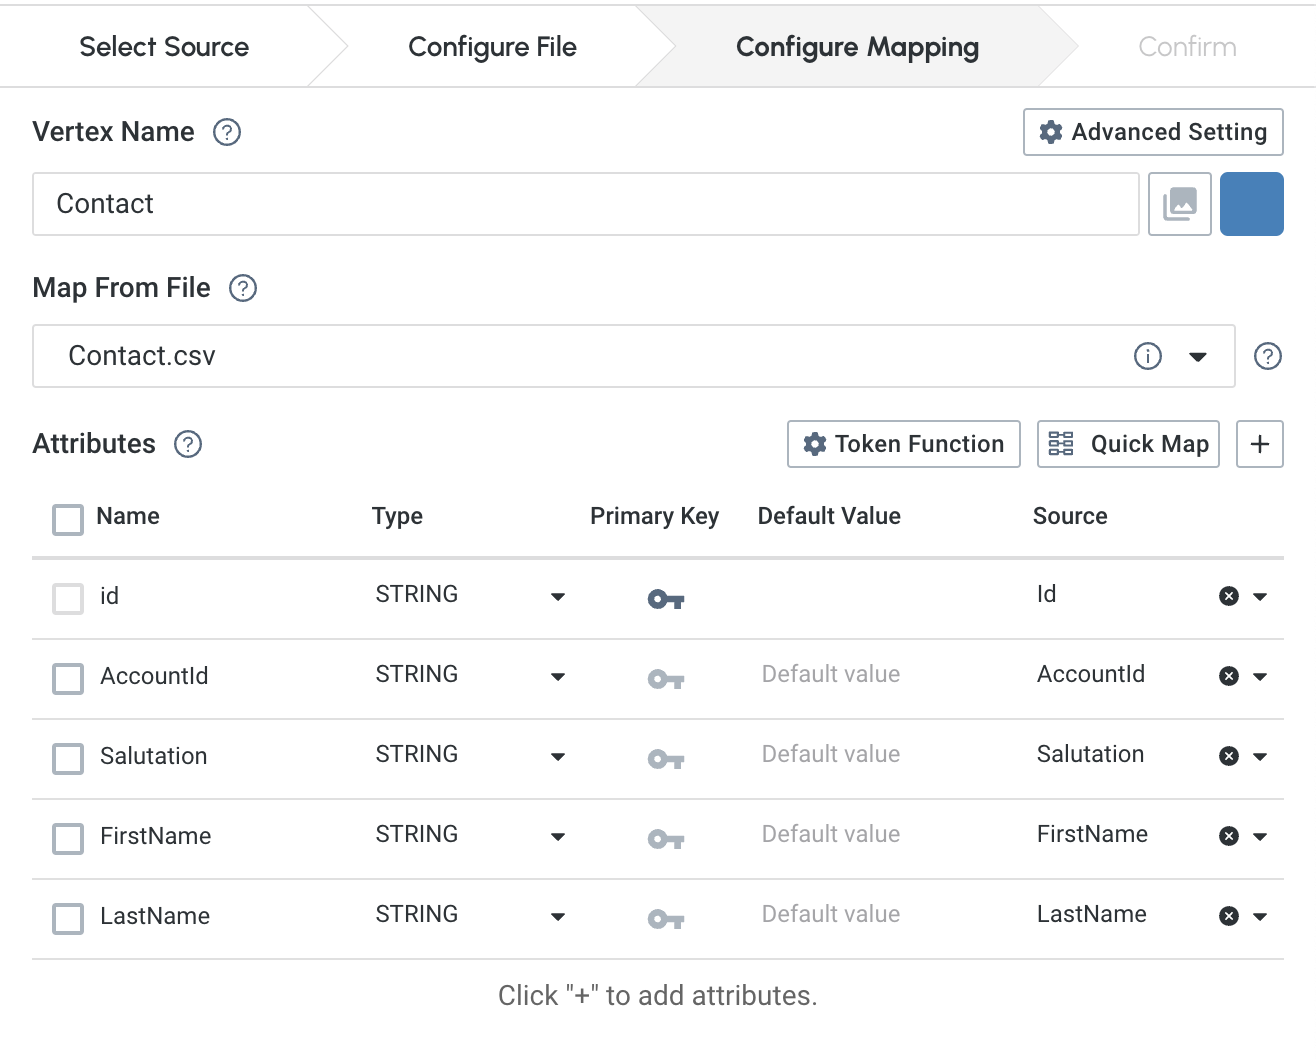 Select Source Configure File Configure Mapping Confirm
Vertex Name Advanced Setting
Contact
Map From File
Contact.csv
Attributes Token Function Quick Map +
Name Type Primary Key Default Value Source
id STRING Id
AccountId STRING Default value AccountId
Salutation STRING Default value Salutation
FirstName STRING Default value FirstName
LastName STRING Default value LastName
Click "+" to add attributes.